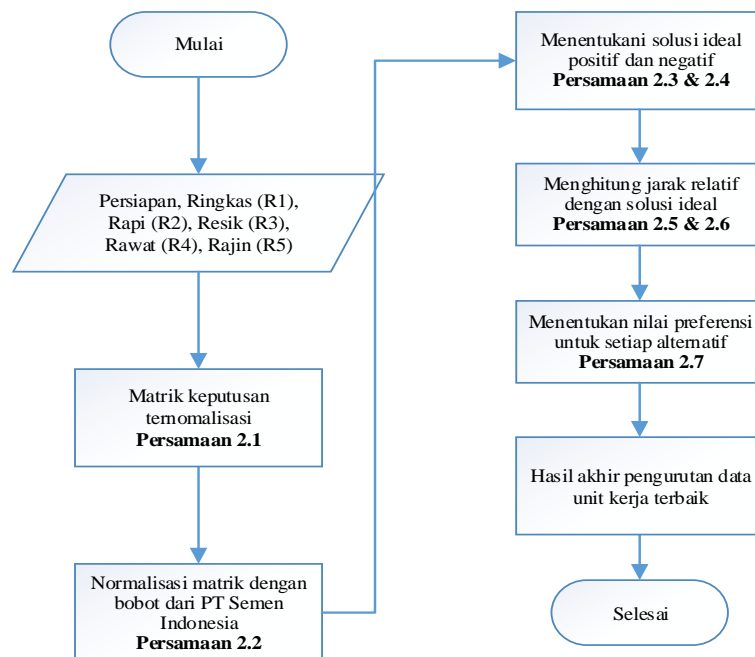 Mulai
Persiapan, Ringkas (R1),
Rapi (R2), Resik (R3),
Rawat (R4), Rajin (R5)
Matrik keputusan
ternomalisasi
Persamaan 2.1
Normalisasi matrik dengan
bobot dari PT Semen
Indonesia
Persamaan 2.2
Menentukani solusi ideal
positif dan negatif
Persamaan 2.3 & 2.4
Menghitung jarak relatif
dengan solusi ideal
Persamaan 2.5 & 2.6
Menentukan nilai preferensi
untuk setiap alternatif
Persamaan 2.7
Hasil akhir pengurutan data
unit kerja terbaik
Selesai